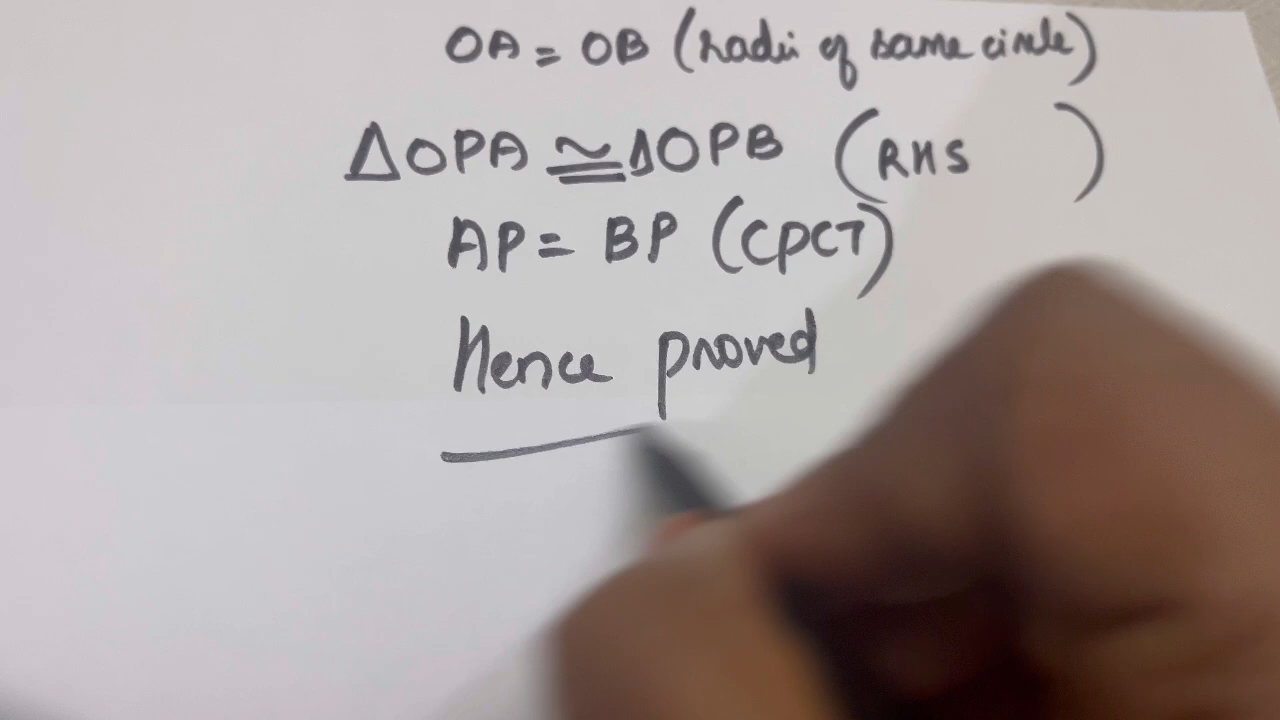 OA = OB (radii of same circle)
ΔOPA ≅ ΔOPB (RHS )
AP = BP (CPCT)
Hence proved